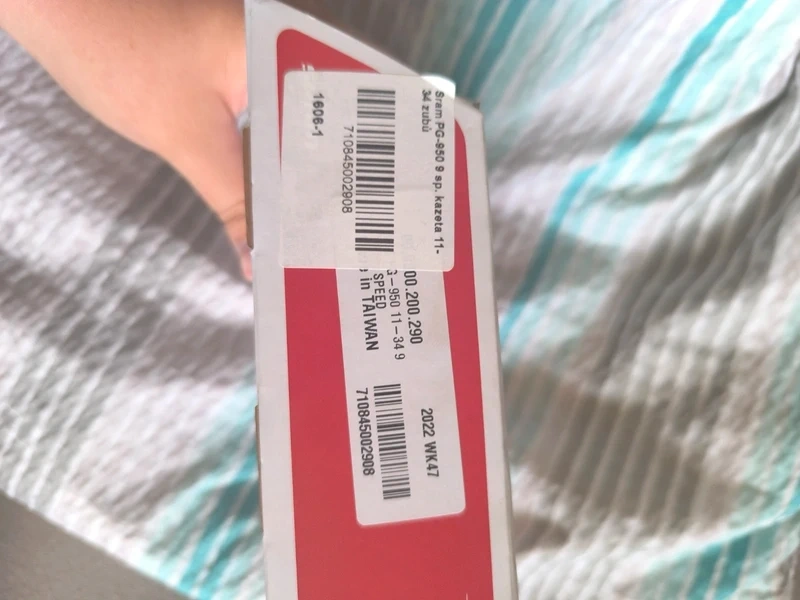 Sram PG-950 9 sp. kazeta 11-
34 zubů
710845002908
1606-1
00.200.290
-950 11-34 9
SPEED
in TAIWAN
2022 WK47
710845002908